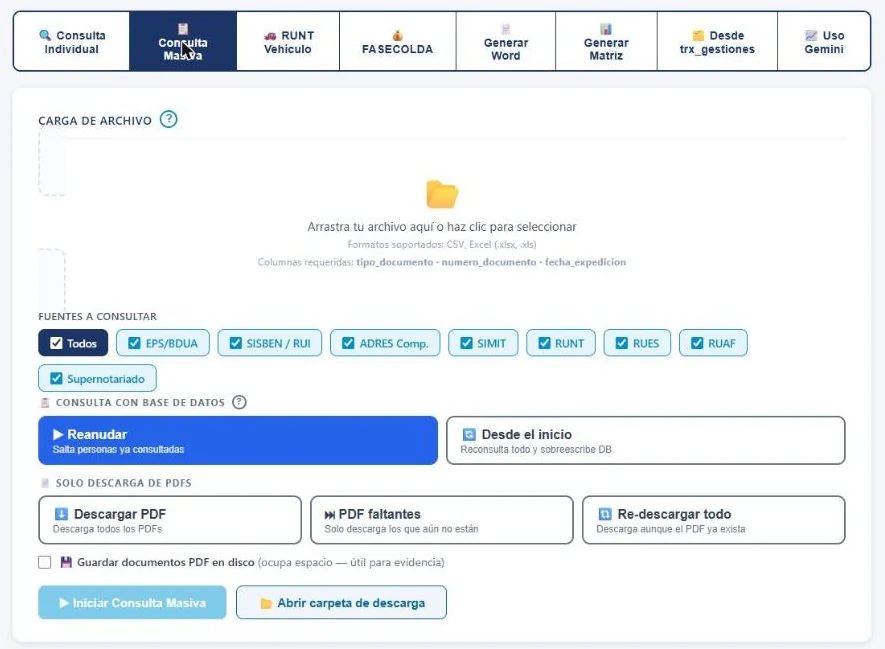 Consulta Individual
Consulta Masiva
RUNT Vehículo
FASECOLDA
Generar Word
Generar Matriz
Desde trx_gestiones
Uso Gemini
CARGA DE ARCHIVO ?
Arrastra tu archivo aquí o haz clic para seleccionar
Formatos soportados: CSV, Excel (.xlsx, .xls)
Columnas requeridas: tipo_documento · numero_documento · fecha_expedicion
FUENTES A CONSULTAR
Todos EPS/BDUA SISBEN / RUI ADRES Comp. SIMIT RUNT RUES RUAF
Supernotariado
CONSULTA CON BASE DE DATOS ?
Reanudar
Salta personas ya consultadas
Desde el inicio
Reconsulta todo y sobreescribe DB
SOLO DESCARGA DE PDFS
Descargar PDF
Descarga todos los PDFs
PDF faltantes
Solo descarga los que aún no están
Re-descargar todo
Descarga aunque el PDF ya exista
Guardar documentos PDF en disco (ocupa espacio — útil para evidencia)
Iniciar Consulta Masiva
Abrir carpeta de descarga